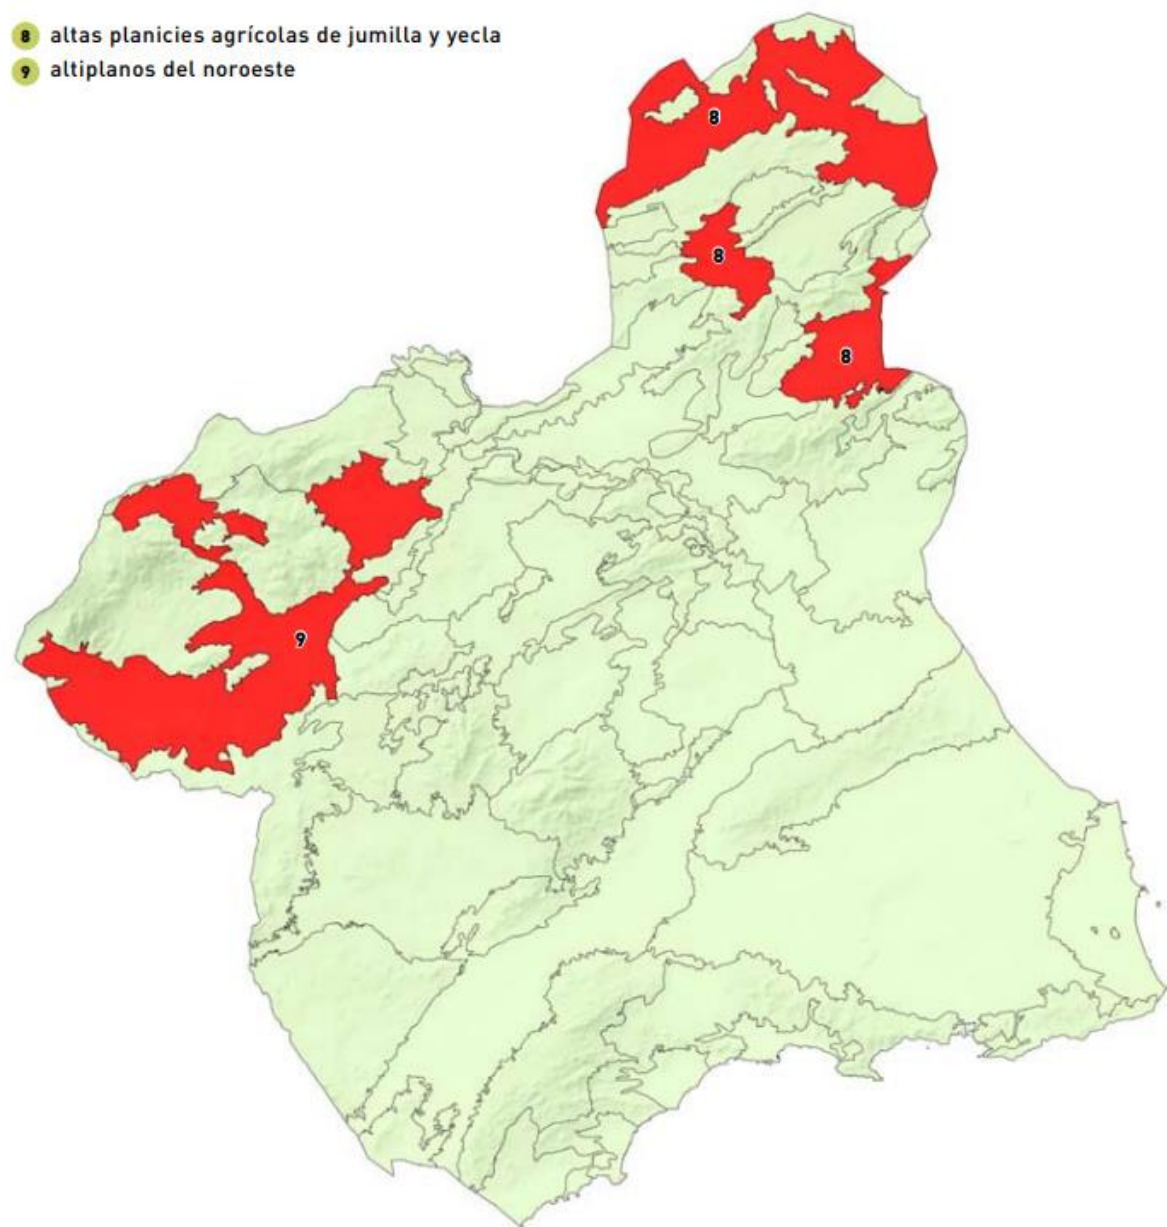 8 altas planicies agrícolas de jumilla y yecla
9 altiplanos del noroeste
8
8
8
9